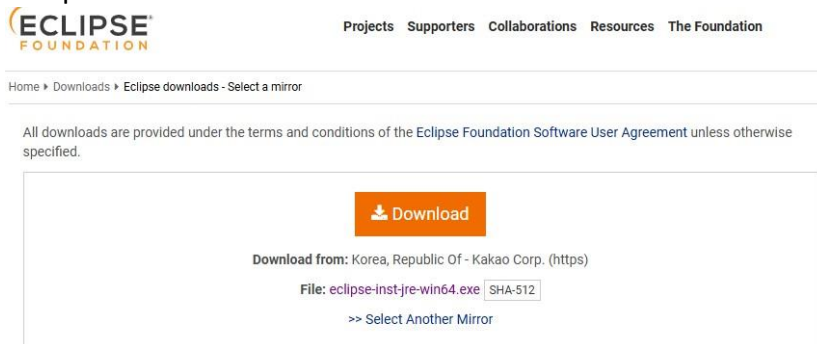 ECLIPSE®
FOUNDATION
Projects Supporters Collaborations Resources The Foundation
Home Downloads Eclipse downloads - Select a mirror
All downloads are provided under the terms and conditions of the Eclipse Foundation Software User Agreement unless otherwise
specified.
Download
Download from: Korea, Republic Of - Kakao Corp. (https)
File: eclipse-inst-jre-win64.exe SHA-512
>> Select Another Mirror